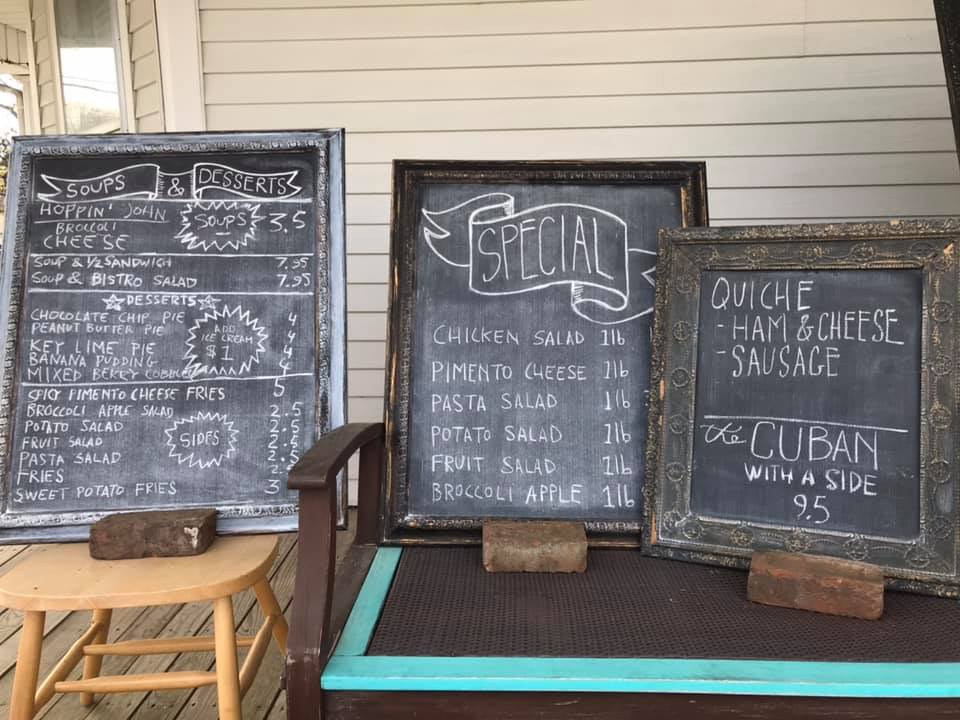 SOUPS & DESSERTS
HOPPIN' JOHN
BROCCOLI
CHEESE
SOUPS 3.5
SOUP & 1/2 SANDWICH 7.95
SOUP & BISTRO SALAD 7.95
DESSERTS
CHOCOLATE CHIP PIE 4
PEANUT BUTTER PIE 4
KEY LIME PIE 4
BANANA PUDDING 4
MIXED BERRY COBBLER
ADD
ICE CREAM
$1
SPICY PIMENTO CHEESE FRIES 5
BROCCOLI APPLE SALAD 2.5
POTATO SALAD 2.5
FRUIT SALAD 2.5
PASTA SALAD 2.5
FRIES 2
SWEET POTATO FRIES 3
SIDES
SPECIAL
CHICKEN SALAD 1lb
PIMENTO CHEESE 1lb
PASTA SALAD 1lb
POTATO SALAD 1lb
FRUIT SALAD 1lb
BROCCOLI APPLE 1lb
QUICHE
- HAM & CHEESE
- SAUSAGE
the CUBAN
WITH A SIDE
9.5